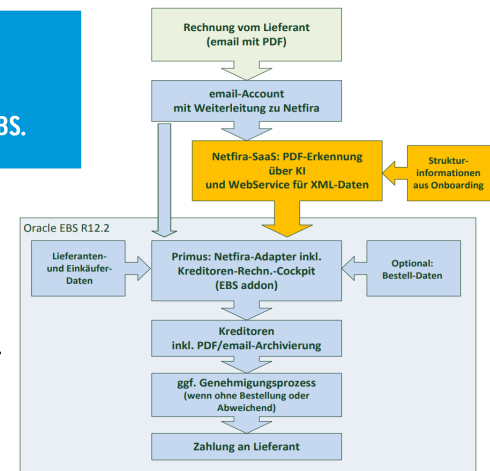 BS.
Rechnung vom Lieferant
(email mit PDF)
email-Account
mit Weiterleitung zu Netfira
Netfira-SaaS: PDF-Erkennung
über KI
und WebService für XML-Daten
Struktur-
informationen
aus Onboarding
Oracle EBS R12.2
Lieferanten-
und Einkäufer-
Daten
Primus: Netfira-Adapter inkl.
Kreditoren-Rechn.-Cockpit
(EBS addon)
Optional:
Bestell-Daten
Kreditoren
inkl. PDF/email-Archivierung
ggf. Genehmigungsprozess
(wenn ohne Bestellung oder
Abweichend)
Zahlung an Lieferant